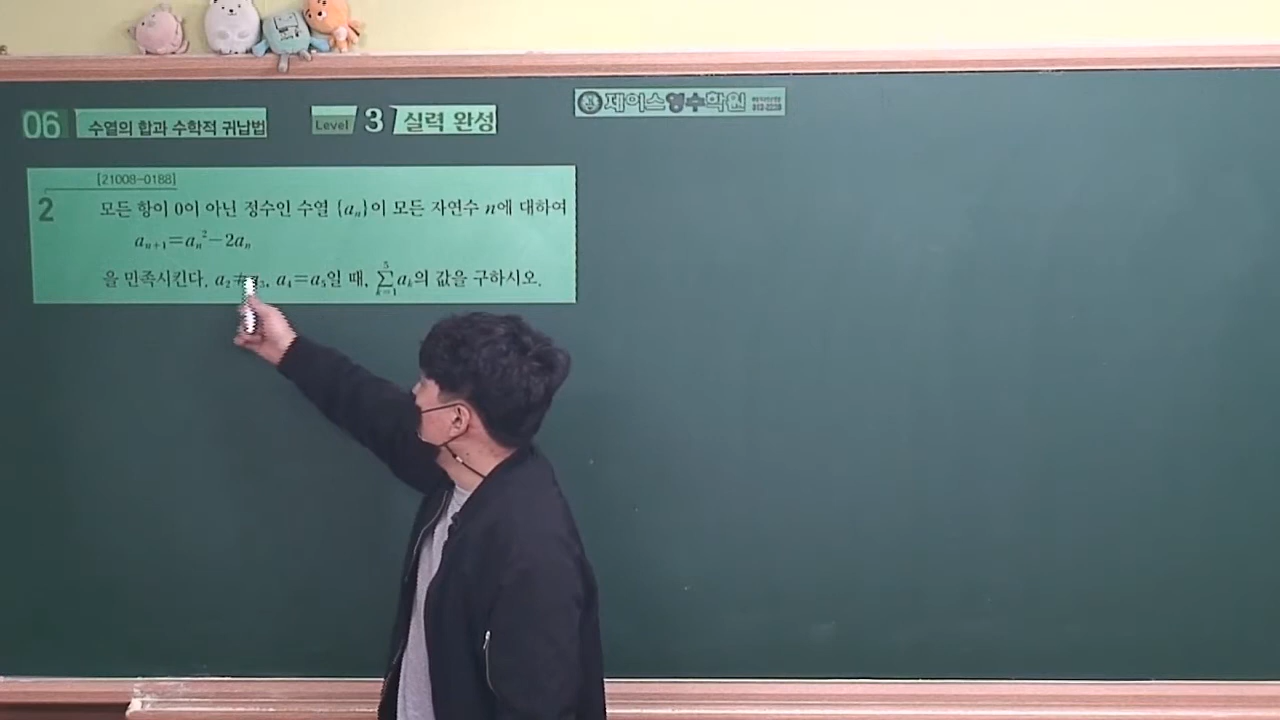 06 수열의 합과 수학적 귀납법 Level 3 실력 완성
제이스영수학원
[21008-0188]
2 모든 항이 0이 아닌 정수인 수열 {aₙ}이 모든 자연수 n에 대하여
aₙ₊₁=aₙ²-2aₙ
을 만족시킨다. a₂≠a₃, a₄=a₅일 때, ∑ₖ₌₁⁵ aₖ의 값을 구하시오.